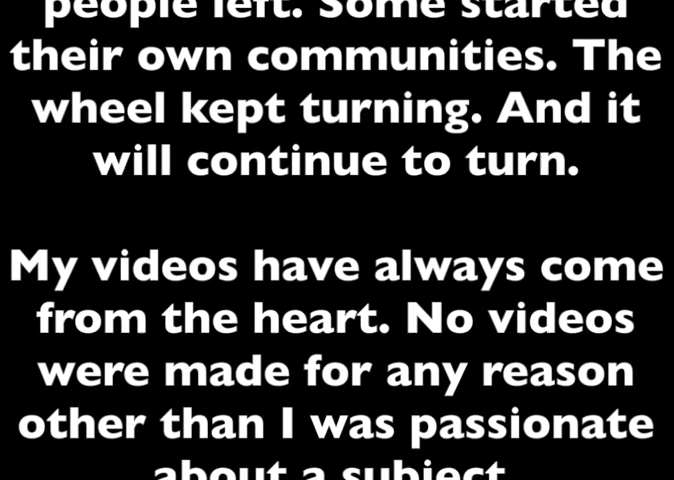 people left. Some started
their own communities. The
wheel kept turning. And it
will continue to turn.
My videos have always come
from the heart. No videos
were made for any reason
other than I was passionate
about a subject